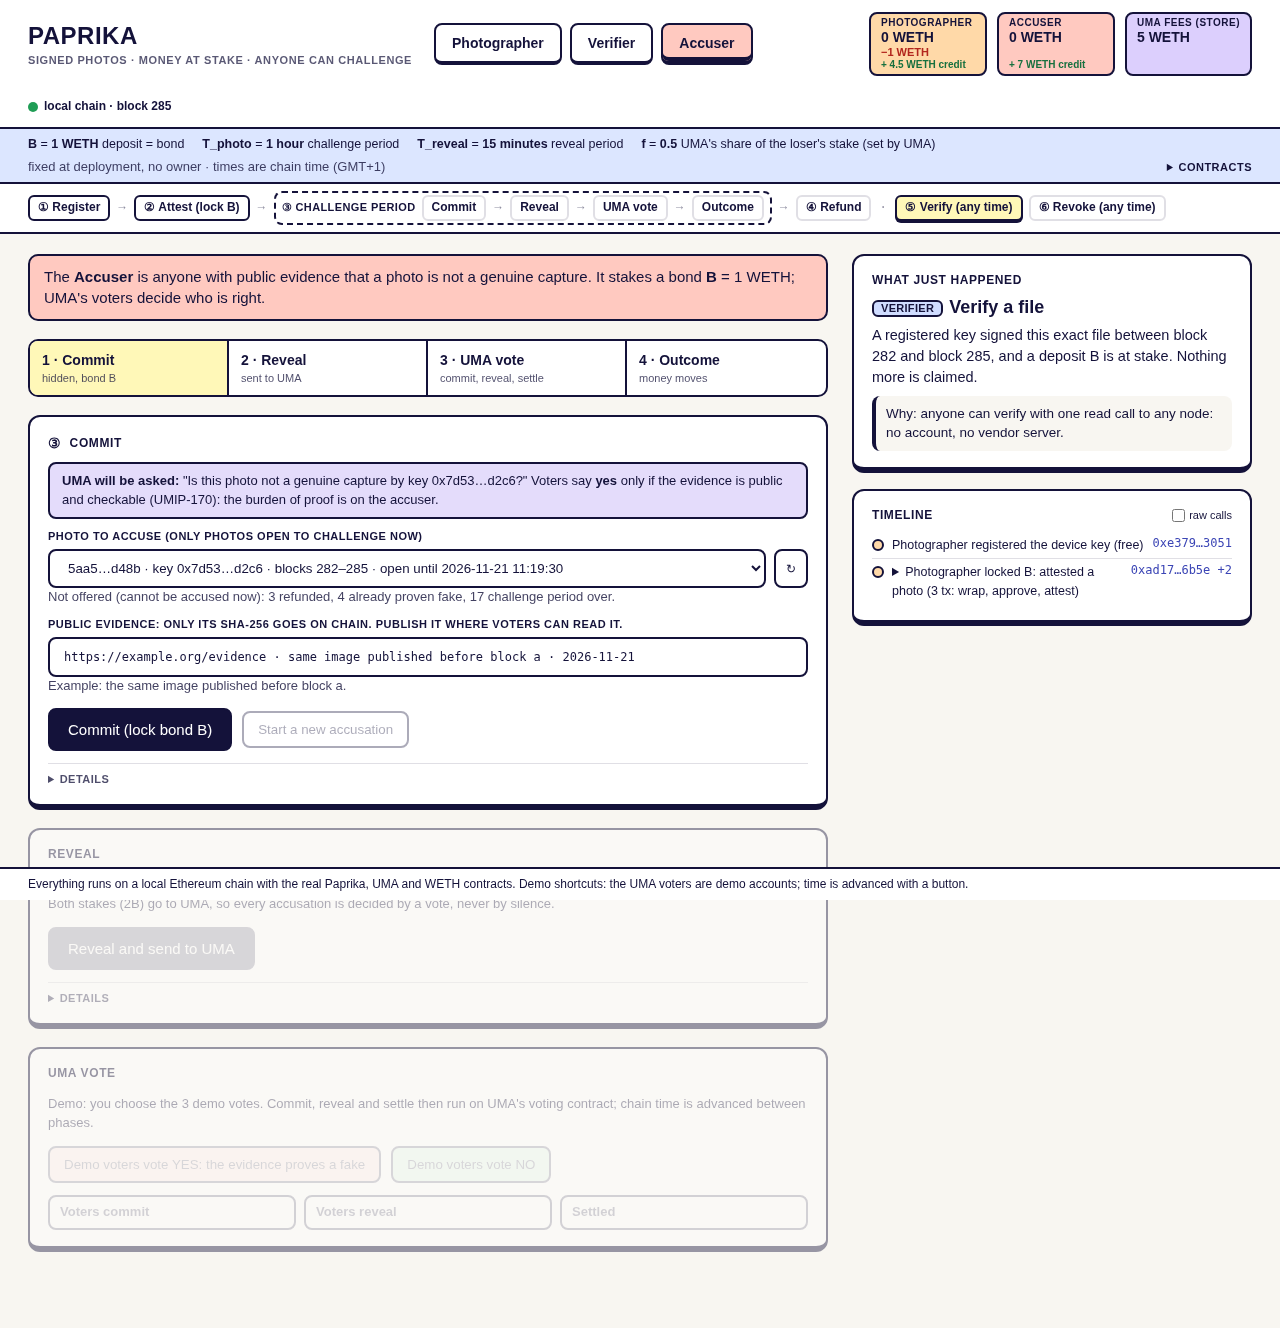 PAPRIKA
SIGNED PHOTOS · MONEY AT STAKE · ANYONE CAN CHALLENGE
Photographer
Verifier
Accuser
PHOTOGRAPHER
0 WETH
−1 WETH
+ 4.5 WETH credit
ACCUSER
0 WETH
+ 7 WETH credit
UMA FEES (STORE)
5 WETH
local chain · block 285
B = 1 WETH deposit = bond T_photo = 1 hour challenge period T_reveal = 15 minutes reveal period f = 0.5 UMA's share of the loser's stake (set by UMA)
fixed at deployment, no owner · times are chain time (GMT+1)
▶ CONTRACTS
① Register → ② Attest (lock B) → ③ CHALLENGE PERIOD Commit → Reveal → UMA vote → Outcome → ④ Refund · ⑤ Verify (any time) ⑥ Revoke (any time)
The Accuser is anyone with public evidence that a photo is not a genuine capture. It stakes a bond B = 1 WETH;
UMA's voters decide who is right.
1 · Commit
hidden, bond B
2 · Reveal
sent to UMA
3 · UMA vote
commit, reveal, settle
4 · Outcome
money moves
③ COMMIT
UMA will be asked: "Is this photo not a genuine capture by key 0x7d53…d2c6?" Voters say yes only if the evidence is public
and checkable (UMIP-170): the burden of proof is on the accuser.
PHOTO TO ACCUSE (ONLY PHOTOS OPEN TO CHALLENGE NOW)
5aa5…d48b · key 0x7d53…d2c6 · blocks 282–285 · open until 2026-11-21 11:19:30
↻
Not offered (cannot be accused now): 3 refunded, 4 already proven fake, 17 challenge period over.
PUBLIC EVIDENCE: ONLY ITS SHA-256 GOES ON CHAIN. PUBLISH IT WHERE VOTERS CAN READ IT.
https://example.org/evidence · same image published before block a · 2026-11-21
Example: the same image published before block a.
Commit (lock bond B)
Start a new accusation
▶ DETAILS
REVEAL
Everything runs on a local Ethereum chain with the real Paprika, UMA and WETH contracts. Demo shortcuts: the UMA voters are demo accounts; time is advanced with a button.
Both stakes (2B) go to UMA, so every accusation is decided by a vote, never by silence.
Reveal and send to UMA
▶ DETAILS
UMA VOTE
Demo: you choose the 3 demo votes. Commit, reveal and settle then run on UMA's voting contract; chain time is advanced between
phases.
Demo voters vote YES: the evidence proves a fake
Demo voters vote NO
Voters commit
Voters reveal
Settled
WHAT JUST HAPPENED
VERIFIER Verify a file
A registered key signed this exact file between block
282 and block 285, and a deposit B is at stake. Nothing
more is claimed.
Why: anyone can verify with one read call to any node:
no account, no vendor server.
TIMELINE
raw calls
Photographer registered the device key (free) 0xe379…3051
▶ Photographer locked B: attested a 0xad17…6b5e +2
photo (3 tx: wrap, approve, attest)